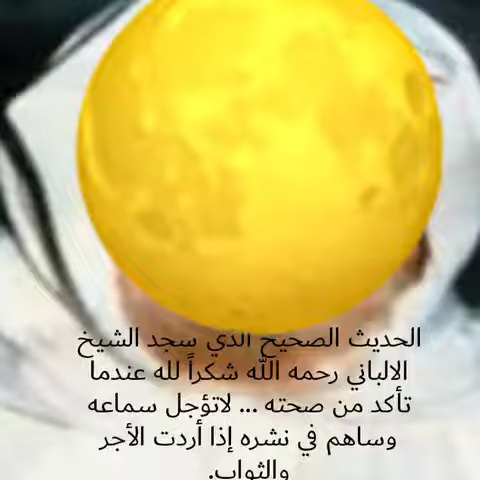 الحديث الصحيح الذي سجد الشيخ
الالباني رحمه الله شكراً لله عندما
تأكد من صحته ... لاتؤجل سماعه
وساهم في نشره إذا أردت الأجر
والثواب.